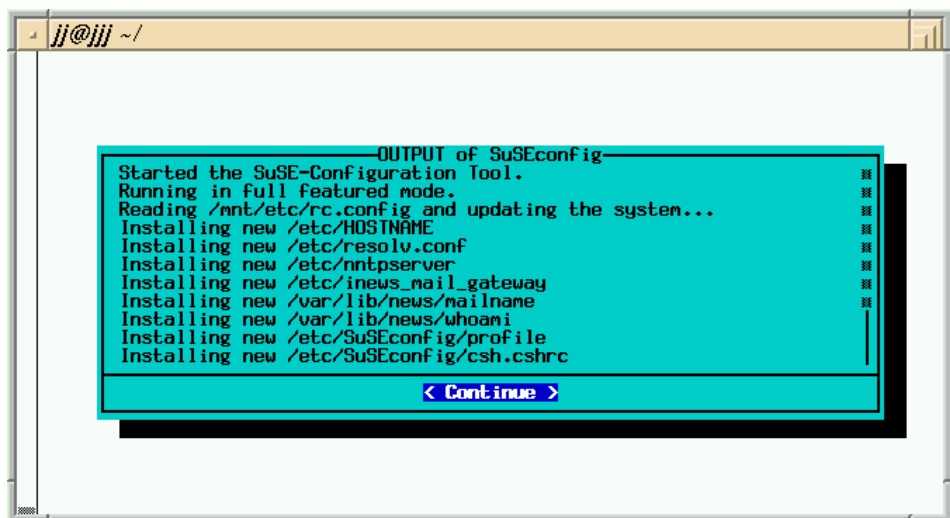 jj@jjj ~/
OUTPUT of SuSEconfig
Started the SuSE-Configuration Tool.
Running in full featured mode.
Reading /mnt/etc/rc.config and updating the system...
Installing new /etc/HOSTNAME
Installing new /etc/resolv.conf
Installing new /etc/nntpserver
Installing new /etc/inews_mail_gateway
Installing new /var/lib/news/mailname
Installing new /var/lib/news/whoami
Installing new /etc/SuSEconfig/profile
Installing new /etc/SuSEconfig/csh.cshrc
< Continue >